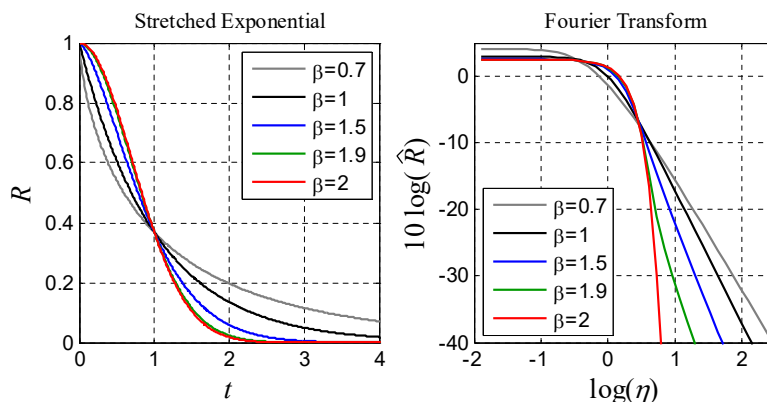 Stretched Exponential
Fourier Transform
1
0.8
0.6
0.4
0.2
0
R
0
1
2
3
4
t
β=0.7
β=1
β=1.5
β=1.9
β=2
0
-10
-20
-30
-40
10 log(R̂)
-2
-1
0
1
2
log(η)
β=0.7
β=1
β=1.5
β=1.9
β=2